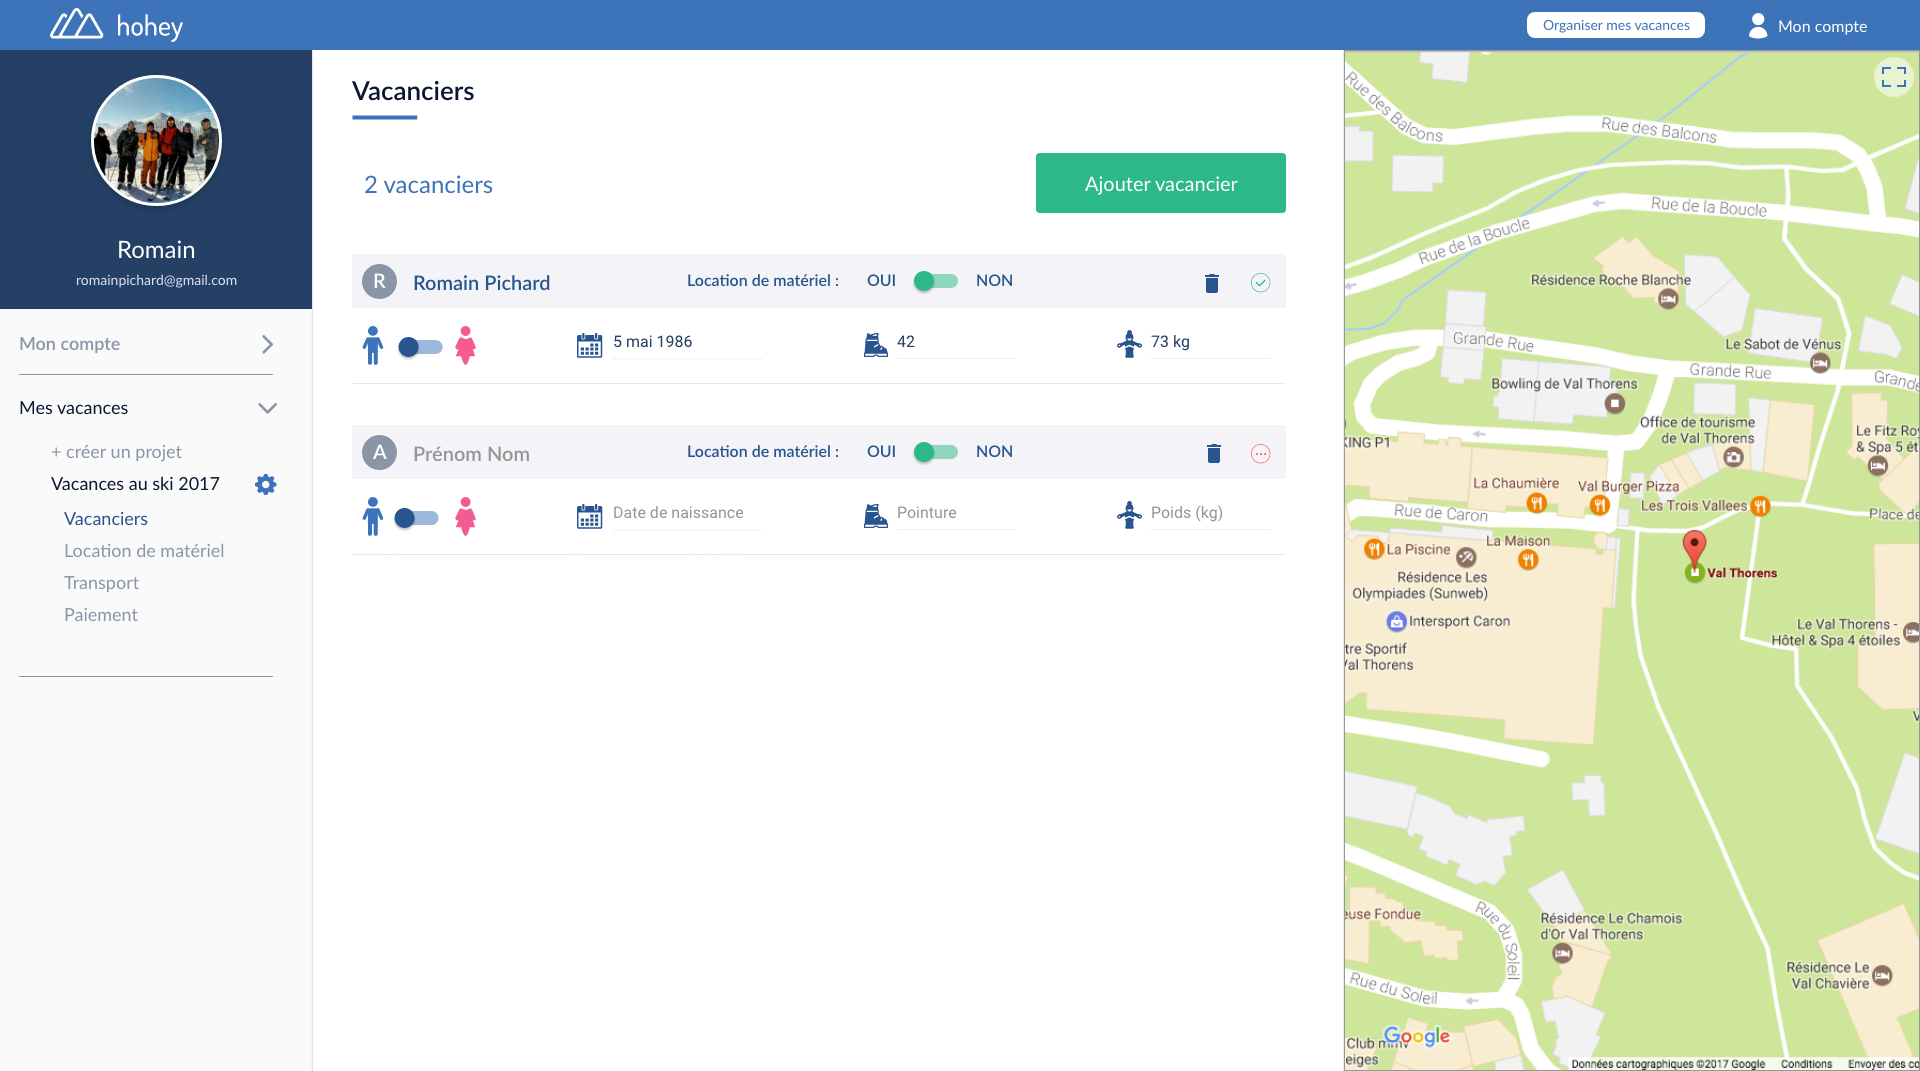 hohey
Organiser mes vacances
Mon compte
Romain
romainpichard@gmail.com
Mon compte
Mes vacances
+ créer un projet
Vacances au ski 2017
Vacanciers
Location de matériel
Transport
Paiement
Vacanciers
2 vacanciers
Ajouter vacancier
R
Romain Pichard
Location de matériel :
OUI
NON
5 mai 1986
42
73 kg
A
Prénom Nom
Location de matériel :
OUI
NON
Date de naissance
Pointure
Poids (kg)
Rue des Balcons
Rue des Balcons
Rue de la Boucle
Rue de la Boucle
Résidence Roche Blanche
Grande Rue
Le Sabot de Vénus
Grande Rue
Grande
Bowling de Val Thorens
Office de tourisme
de Val Thorens
KING P1
Le Fitz Roy
& Spa 5 ét
La Chaumière
Val Burger Pizza
Les Trois Vallees
Rue de Caron
Place de
La Maison
La Piscine
Val Thorens
Résidence Les
Olympiades (Sunweb)
Intersport Caron
Le Val Thorens -
Hôtel & Spa 4 étoiles
tre Sportif
Val Thorens
V
euse Fondue
Rue du Soleil
Résidence Le Chamois
d'Or Val Thorens
Résidence Le
Val Chavière
Rue du Soleil
Club mmv
eiges
Google
Données cartographiques ©2017 Google
Conditions
Envoyer des co